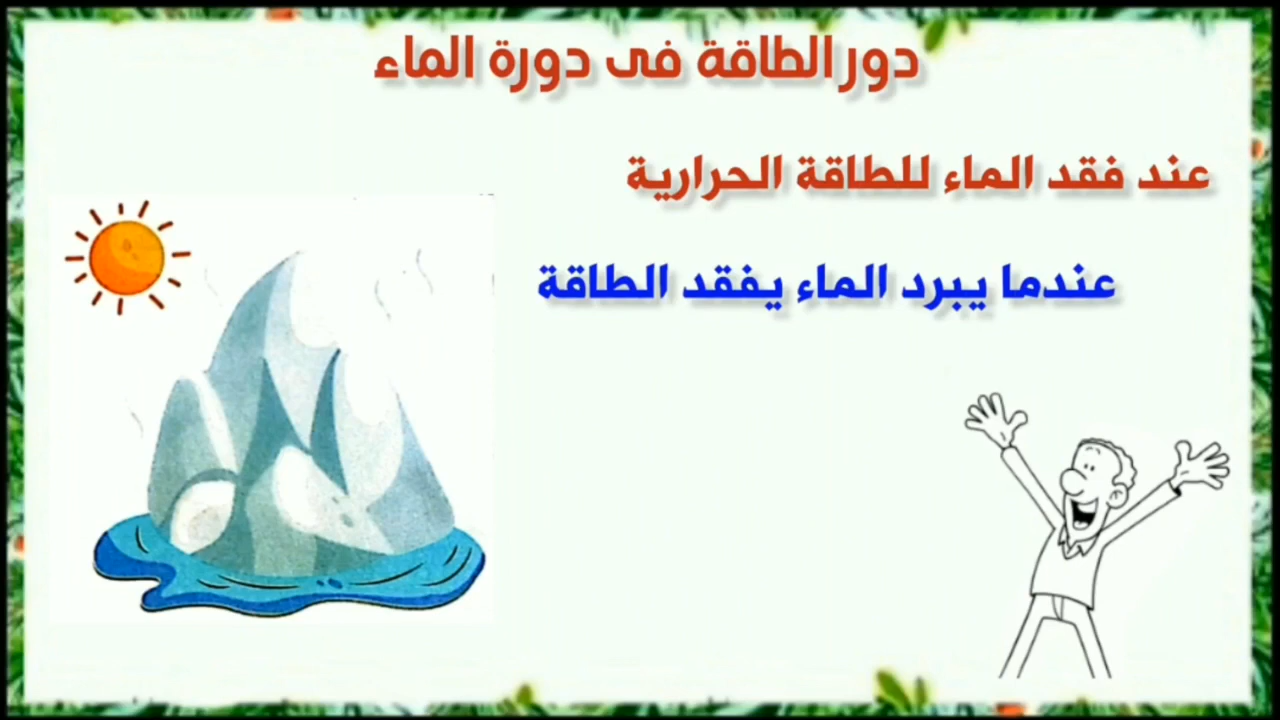 دور الطاقة فى دورة الماء
عند فقد الماء للطاقة الحرارية
عندما يبرد الماء يفقد الطاقة